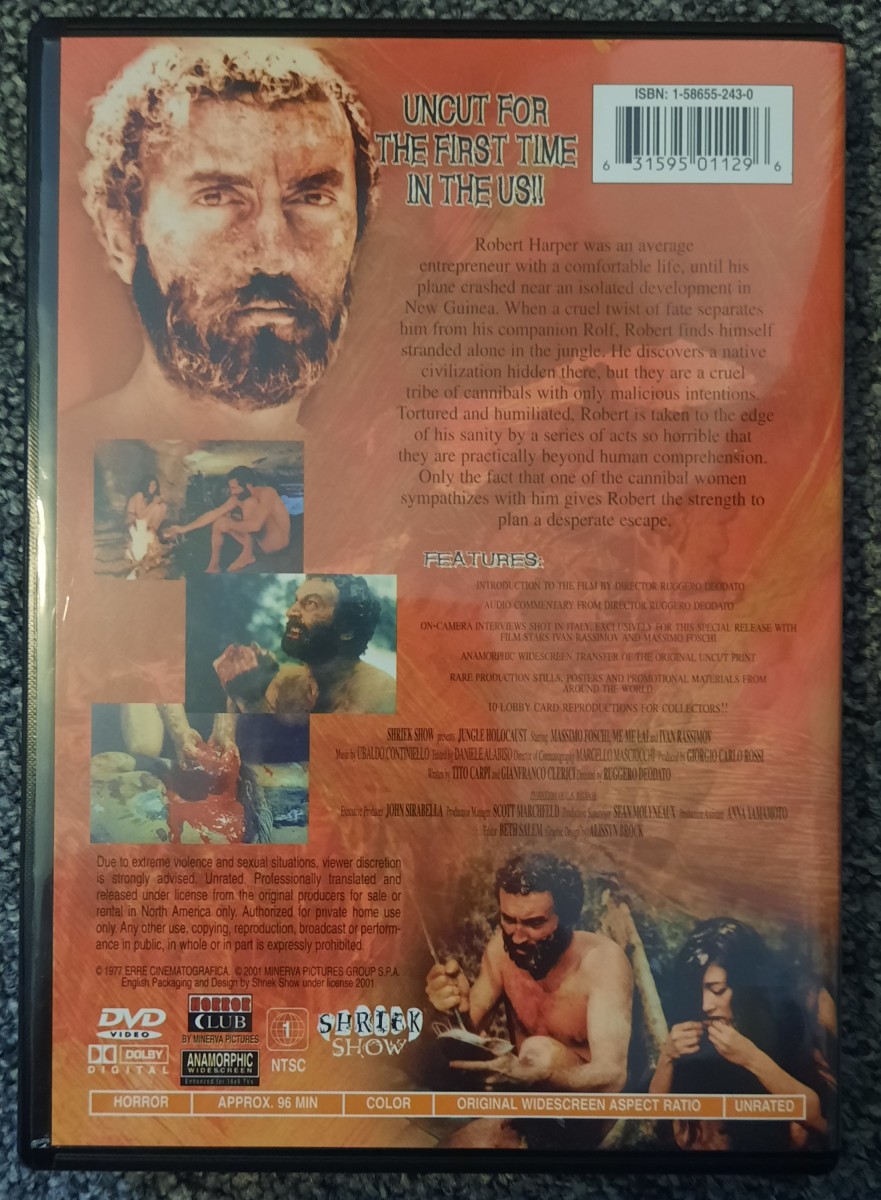 UNCUT FOR
THE FIRST TIME
IN THE US!!
ISBN: 1-58655-243-0
6 31595 01129 6
Robert Harper was an average
entrepreneur with a comfortable life, until his
plane crashed near an isolated development in
New Guinea. When a cruel twist of fate separates
him from his companion Rolf, Robert finds himself
stranded alone in the jungle. He discovers a native
civilization hidden there, but they are a cruel
tribe of cannibals with only malicious intentions.
Tortured and humiliated, Robert is taken to the edge
of his sanity by a series of acts so horrible that
they are practically beyond human comprehension.
Only the fact that one of the cannibal women
sympathizes with him gives Robert the strength to
plan a desperate escape.
FEATURES:
INTRODUCTION TO THE FILM BY DIRECTOR RUGGERO DEODATO
AUDIO COMMENTARY FROM DIRECTOR RUGGERO DEODATO
ON-CAMERA INTERVIEWS SHOT IN ITALY, EXCLUSIVELY FOR THIS SPECIAL RELEASE WITH
FILM STARS IVAN RASSIMOV AND MASSIMO FOSCHI
ANAMORPHIC WIDESCREEN TRANSFER OF THE ORIGINAL UNCUT PRINT
RARE PRODUCTION STILLS, POSTERS AND PROMOTIONAL MATERIALS FROM
AROUND THE WORLD
10 LOBBY CARD REPRODUCTIONS FOR COLLECTORS!!
SHRIEK SHOW presents JUNGLE HOLOCAUST Starring MASSIMO FOSCHI, ME ME LAI and IVAN RASSIMOV
Music by UBALDO CONTINIELLO Edited by DANIELE ALABISO Director of Cinematography MARCELLO MASCIOCCHI Produced by GIORGIO CARLO ROSSI
Written by TITO CARPI and GIANFRANCO CLERICI Directed by RUGGERO DEODATO
Executive Producer JOHN SIRABELLA Production Manager SCOTT MARCHFELD Production Supervisor SEAN MOLYNEAUX Production Assistant ANNA YAMAMOTO
Editor BETH SALEM Graphic Design ALISSYN BROCK
Due to extreme violence and sexual situations, viewer discretion
is strongly advised. Unrated. Professionally translated and
released under license from the original producers for sale or
rental in North America only. Authorized for private home use
only. Any other use, copying, reproduction, broadcast or perform-
ance in public, in whole or in part is expressly prohibited.
© 1977 ERRE CINEMATOGRAFICA. © 2001 MINERVA PICTURES GROUP S.P.A.
English Packaging and Design by Shriek Show under license 2001
DVD
VIDEO
DOLBY
DIGITAL
HORROR
CLUB
BY MINERVA PICTURES
ANAMORPHIC
WIDESCREEN
Enhanced for 16x9 TVs
1
NTSC
SHRIEK
SHOW
HORROR APPROX. 96 MIN COLOR ORIGINAL WIDESCREEN ASPECT RATIO UNRATED